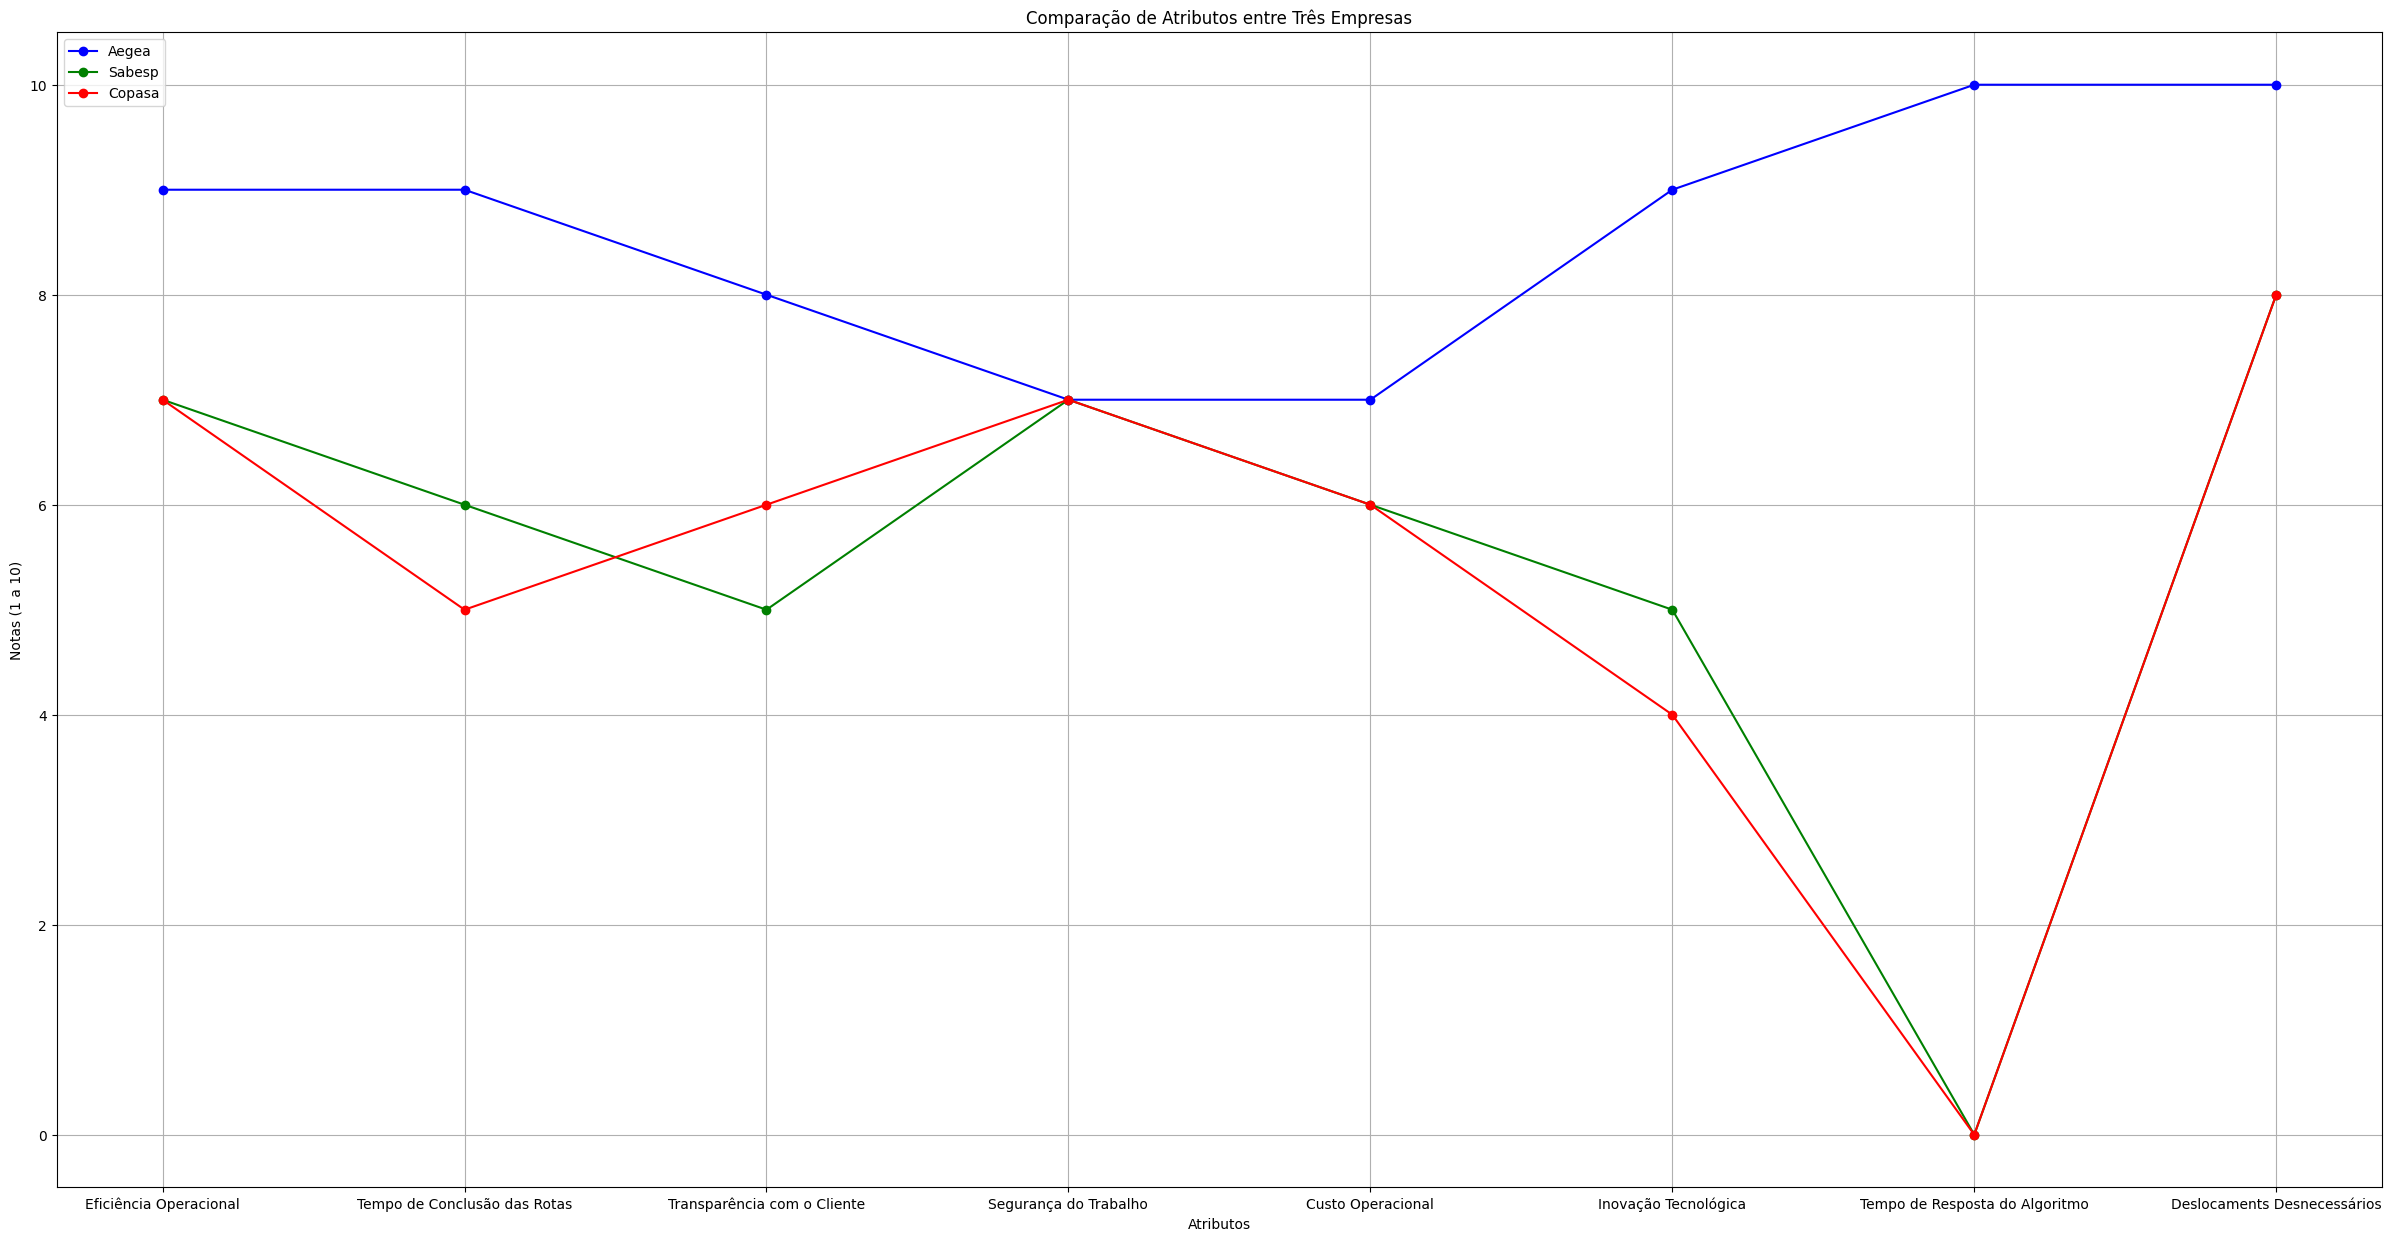 Comparação de Atributos entre Três Empresas
Aegea
Sabesp
Copasa
10
8
6
4
2
0
Notas (1 a 10)
Eficiência Operacional
Tempo de Conclusão das Rotas
Transparência com o Cliente
Segurança do Trabalho
Custo Operacional
Inovação Tecnológica
Tempo de Resposta do Algoritmo
Deslocaments Desnecessários
Atributos